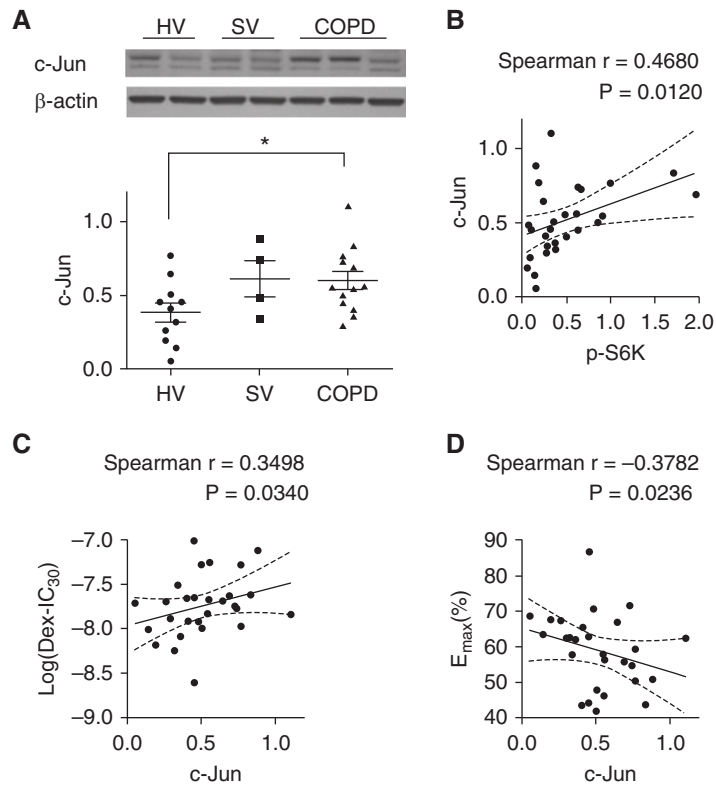 A
HV SV COPD
c-Jun
β-actin
*
c-Jun
1.0
0.5
0.0
HV SV COPD
B
Spearman r = 0.4680
P = 0.0120
c-Jun
1.0
0.5
0.0
0.0 0.5 1.0 1.5 2.0
p-S6K
C
Spearman r = 0.3498
P = 0.0340
Log(Dex-IC30)
–7.0
–7.5
–8.0
–8.5
–9.0
0.0 0.5 1.0
c-Jun
D
Spearman r = –0.3782
P = 0.0236
Emax(%)
90
80
70
60
50
40
0.0 0.5 1.0
c-Jun